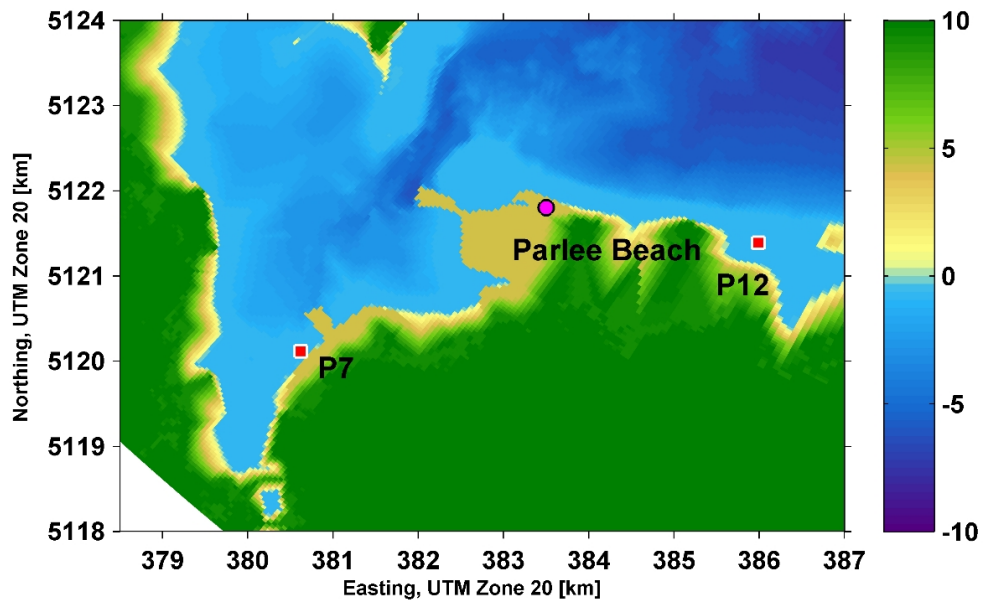 5124
5123
5122
5121
5120
5119
5118
Northing, UTM Zone 20 [km]
Parlee Beach
P12
P7
379 380 381 382 383 384 385 386 387
Easting, UTM Zone 20 [km]
10
5
0
-5
-10